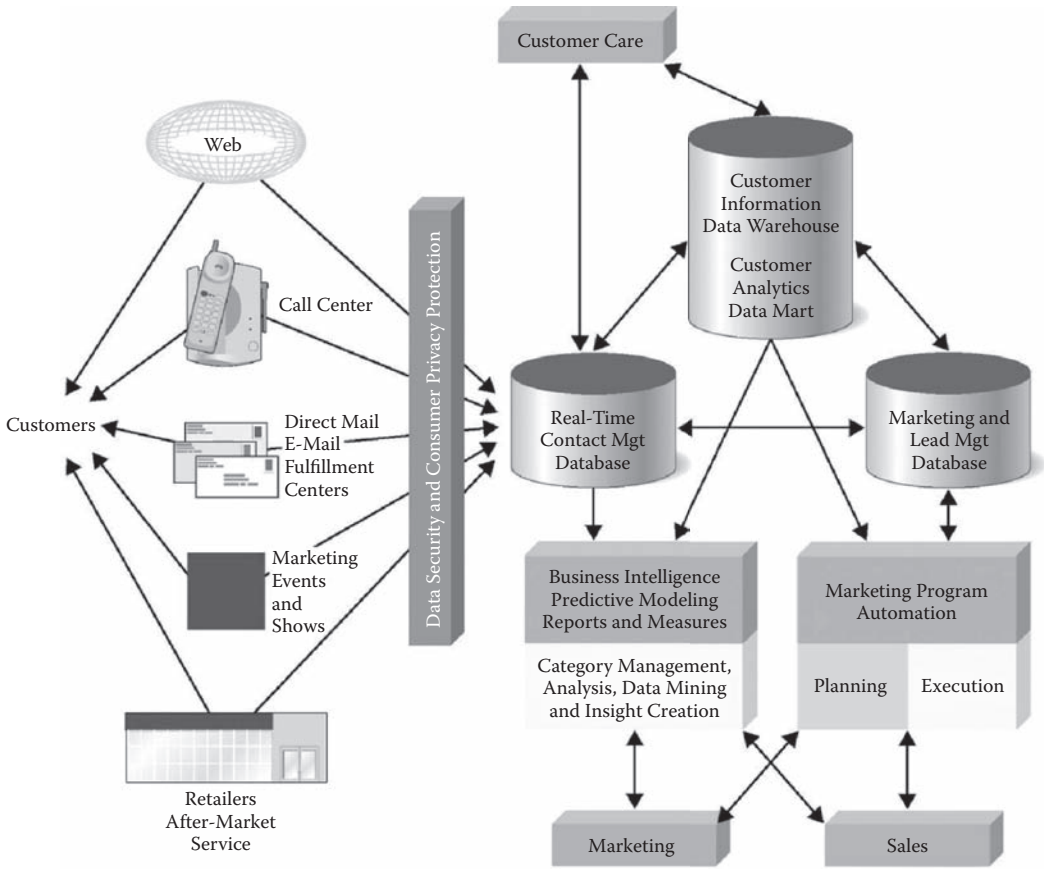 Customer Care
Web
Customer
Information
Data Warehouse
Customer
Analytics
Data Mart
Call Center
Data Security and Consumer Privacy Protection
Customers
Direct Mail
E-Mail
Fulfillment
Centers
Real-Time
Contact Mgt
Database
Marketing and
Lead Mgt
Database
Marketing
Events
and
Shows
Business Intelligence
Predictive Modeling
Reports and Measures
Marketing Program
Automation
Category Management,
Analysis, Data Mining
and Insight Creation
Planning
Execution
Retailers
After-Market
Service
Marketing
Sales